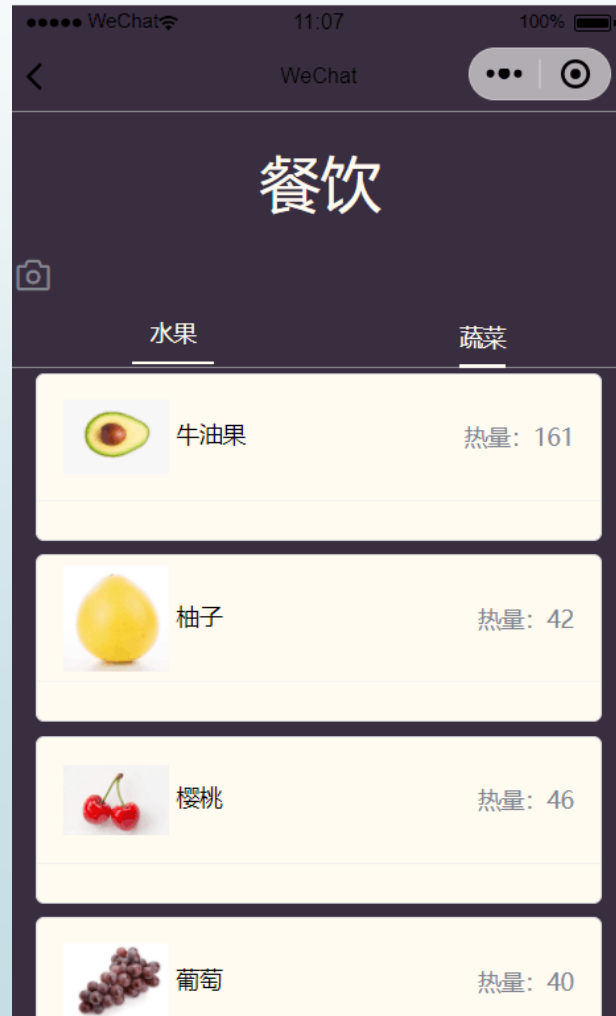 WeChat 11:07 100%
WeChat
餐饮
水果 蔬菜
牛油果 热量：161
柚子 热量：42
樱桃 热量：46
葡萄 热量：40